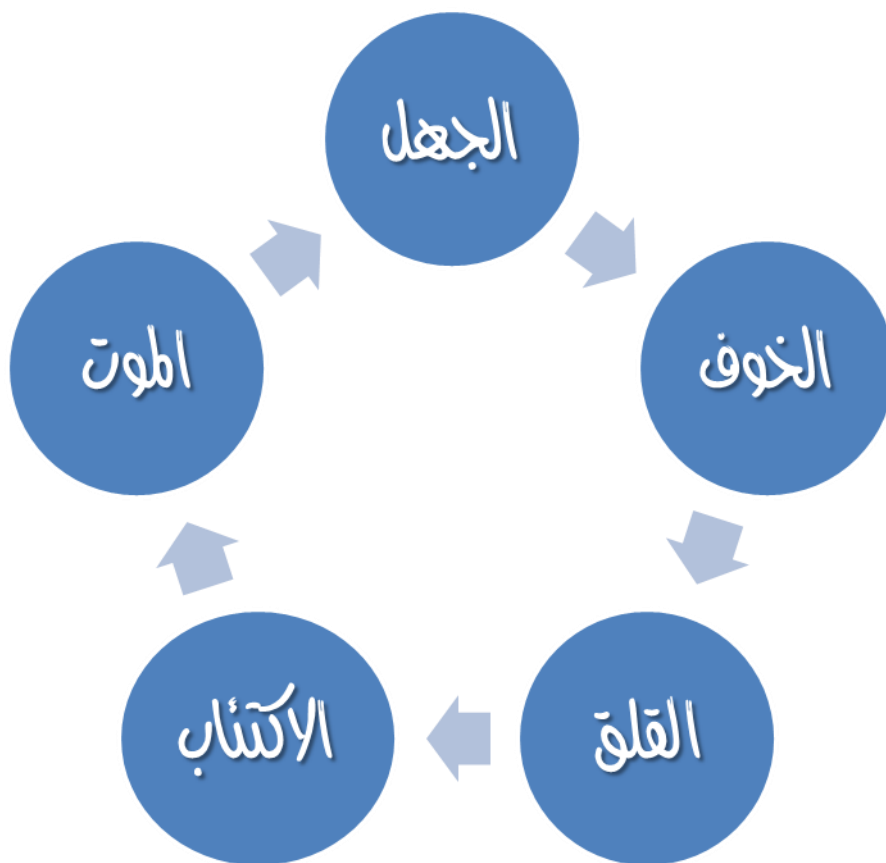 الجهل
الخوف
القلق
الاكتئاب
الموت